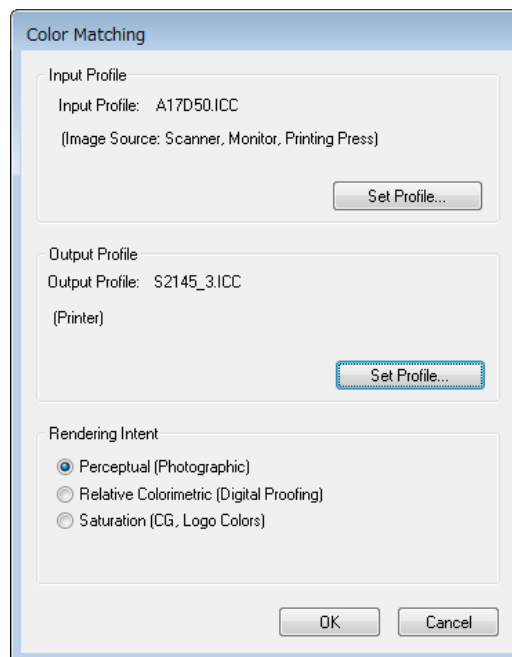 Color Matching
Input Profile
Input Profile: A17D50.ICC
(Image Source: Scanner, Monitor, Printing Press)
Set Profile...
Output Profile
Output Profile: S2145_3.ICC
(Printer)
Set Profile...
Rendering Intent
Perceptual (Photographic)
Relative Colorimetric (Digital Proofing)
Saturation (CG, Logo Colors)
OK Cancel